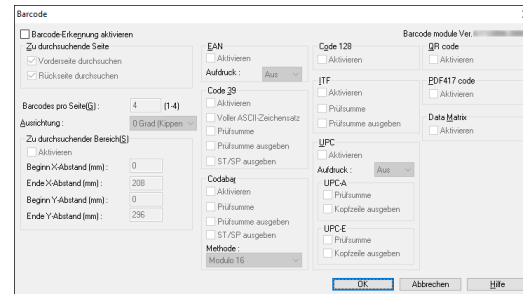 Barcode
Barcode-Erkennung aktivieren
Barcode module Ver.
Zu durchsuchende Seite
Vorderseite durchsuchen
Rückseite durchsuchen
Barcodes pro Seite(G) : 4 (1-4)
Ausrichtung : 0 Grad (Kippen
Zu durchsuchender Bereich(S)
Aktivieren
Beginn X-Abstand (mm) : 0
Ende X-Abstand (mm) : 208
Beginn Y-Abstand (mm) : 0
Ende Y-Abstand (mm) : 296
EAN
Aktivieren
Aufdruck : Aus
Code 39
Aktivieren
Voller ASCII-Zeichensatz
Prüfsumme
Prüfsumme ausgeben
ST/SP ausgeben
Codabar
Aktivieren
Prüfsumme
Prüfsumme ausgeben
ST/SP ausgeben
Methode :
Modulo 16
Code 128
Aktivieren
ITF
Aktivieren
Prüfsumme
Prüfsumme ausgeben
UPC
Aktivieren
Aufdruck : Aus
UPC-A
Prüfsumme
Kopfzeile ausgeben
UPC-E
Prüfsumme
Kopfzeile ausgeben
QR code
Aktivieren
PDF417 code
Aktivieren
Data Matrix
Aktivieren
OK
Abbrechen
Hilfe